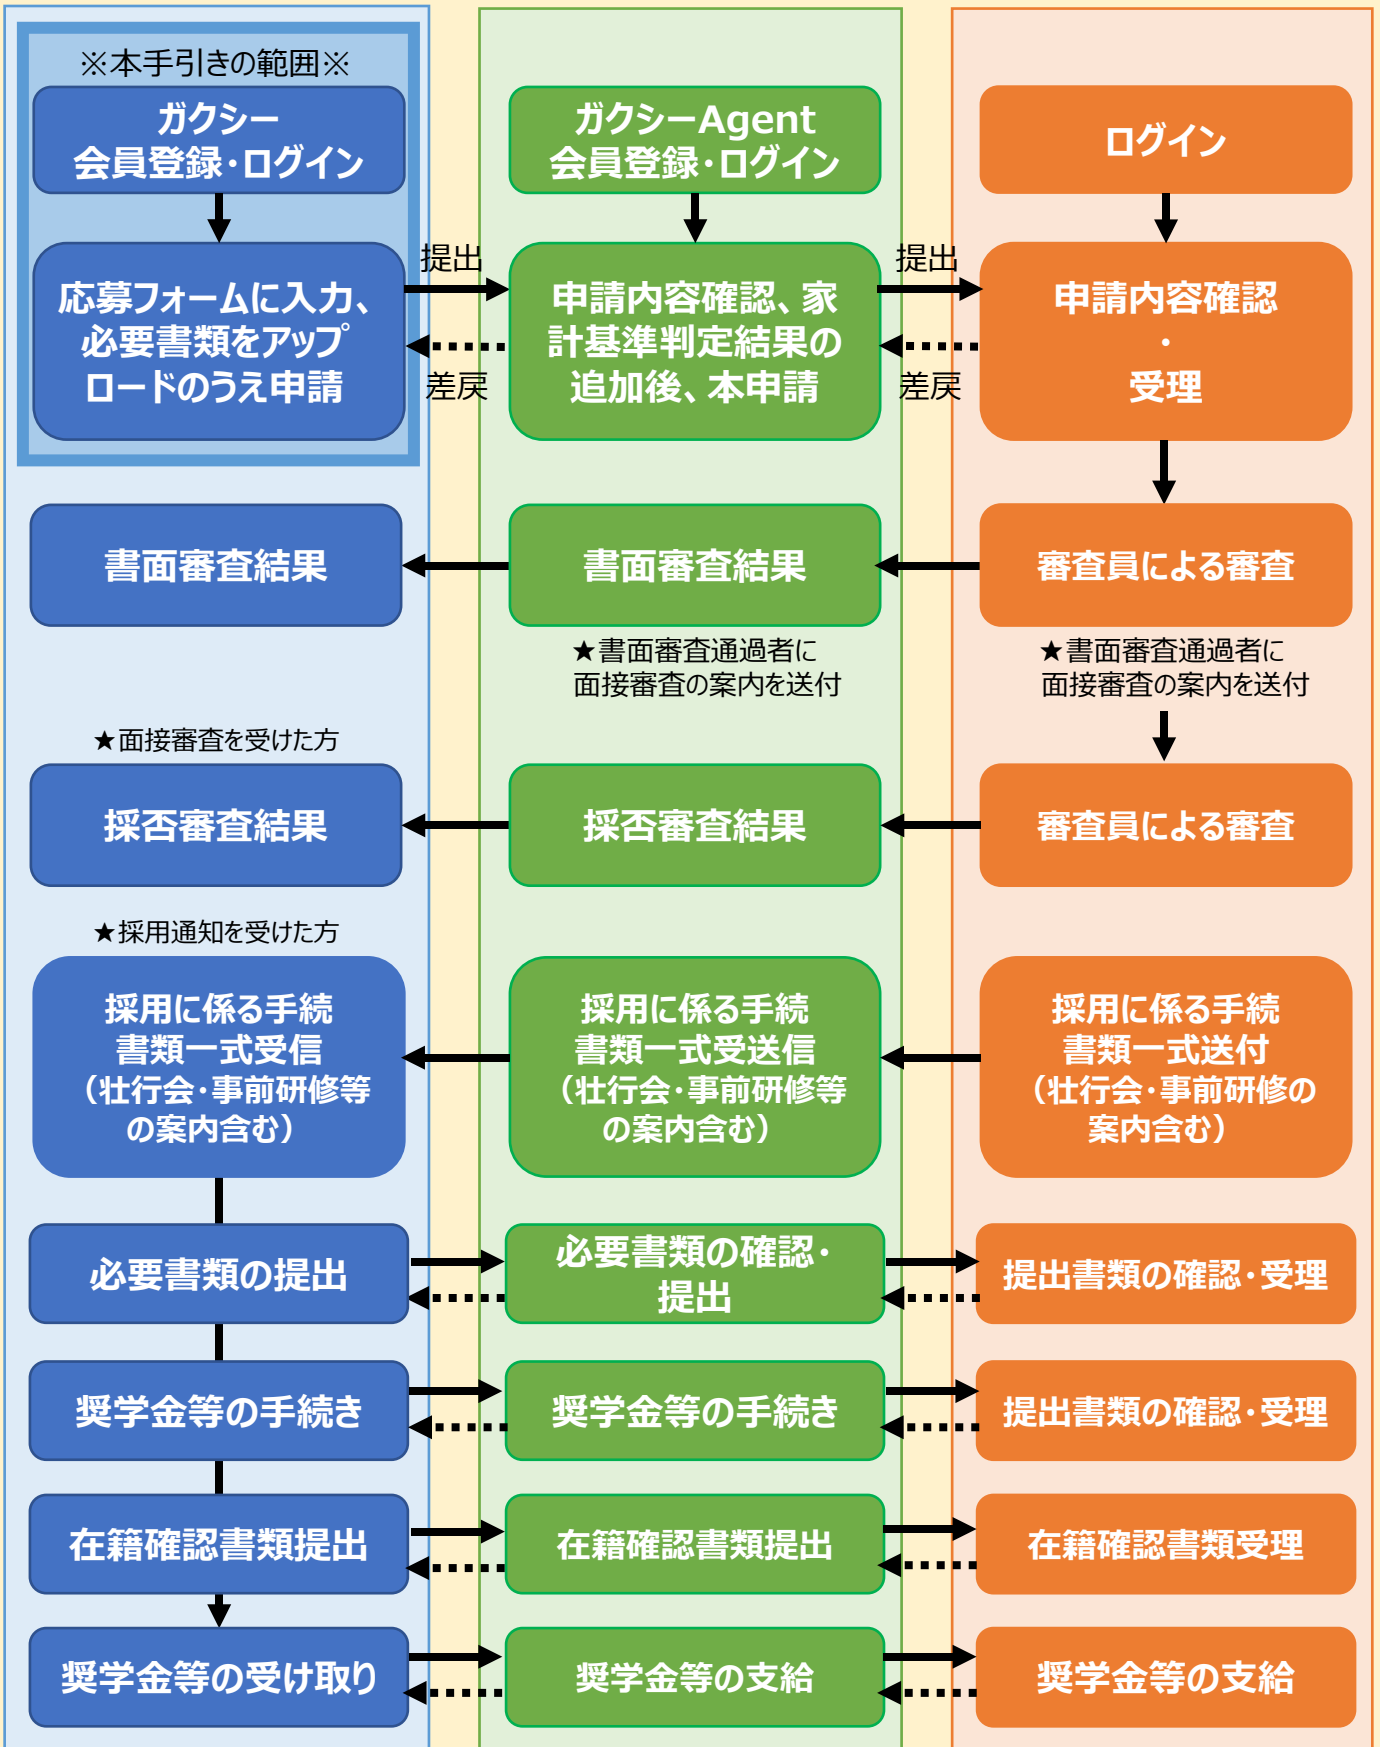 ※本手引きの範囲※
ガクシー
会員登録・ログイン
ガクシーAgent
会員登録・ログイン
ログイン
応募フォームに入力、
必要書類をアップ
ロードのうえ申請
提出
差戻
申請内容確認、家
計基準判定結果の
追加後、本申請
提出
差戻
申請内容確認
・
受理
書面審査結果
書面審査結果
審査員による審査
★書面審査通過者に
面接審査の案内を送付
★書面審査通過者に
面接審査の案内を送付
★面接審査を受けた方
採否審査結果
採否審査結果
審査員による審査
★採用通知を受けた方
採用に係る手続
書類一式受信
（壮行会・事前研修等
の案内含む）
採用に係る手続
書類一式受送信
（壮行会・事前研修等
の案内含む）
採用に係る手続
書類一式送付
（壮行会・事前研修の
案内含む）
必要書類の提出
必要書類の確認・
提出
提出書類の確認・受理
奨学金等の手続き
奨学金等の手続き
提出書類の確認・受理
在籍確認書類提出
在籍確認書類提出
在籍確認書類受理
奨学金等の受け取り
奨学金等の支給
奨学金等の支給